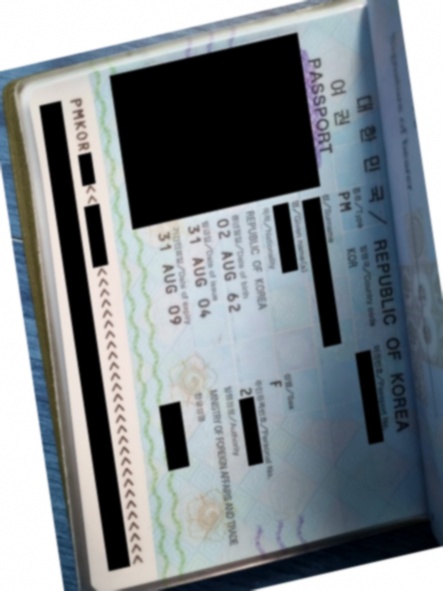 대한민국 / REPUBLIC OF KOREA
여권
PASSPORT
종류/Type
발행국/Country code
여권번호/Passport No.
PM
KOR
성/Surname
이름/Given names
국적/Nationality
REPUBLIC OF KOREA
성별/Sex
F
생년월일/Date of birth
주민등록번호/Personal No.
02 AUG 62
2
발급일/Date of issue
발행관청/Authority
31 AUG 04
MINISTRY OF FOREIGN AFFAIRS AND TRADE
기간만료일/Date of expiry
한글성명
31 AUG 09
PMKOR
<<
<<<<<<<<<<<<<<<<<<<<<<<<